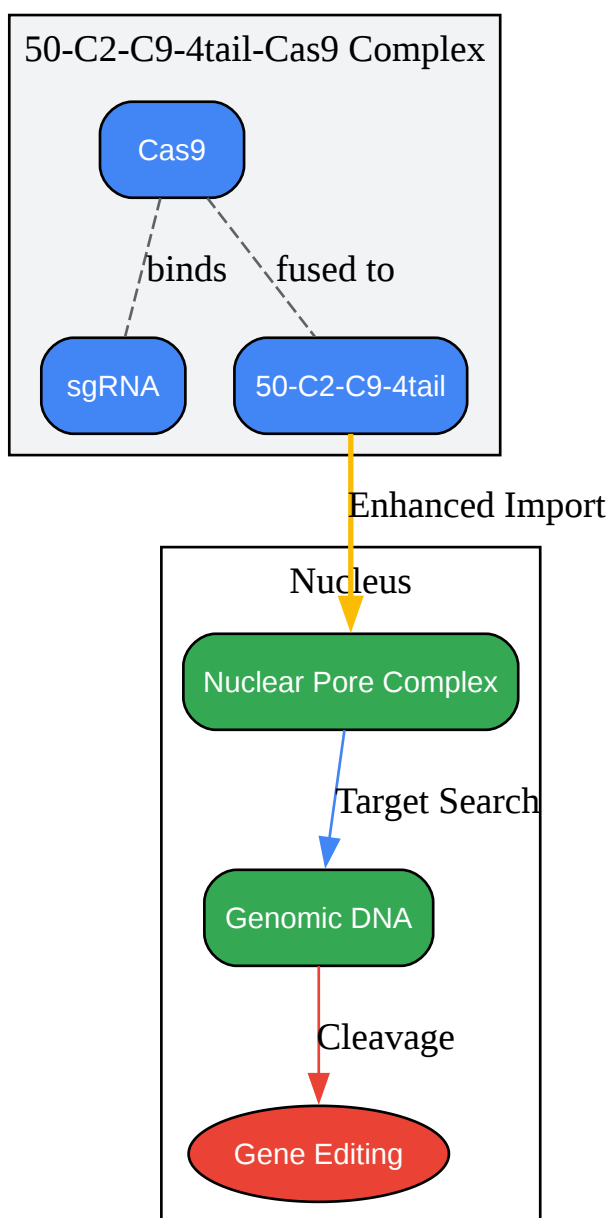 50-C2-C9-4tail-Cas9 Complex
Cas9
binds
fused to
sgRNA
50-C2-C9-4tail
Enhanced Import
Nucleus
Nuclear Pore Complex
Target Search
Genomic DNA
Cleavage
Gene Editing